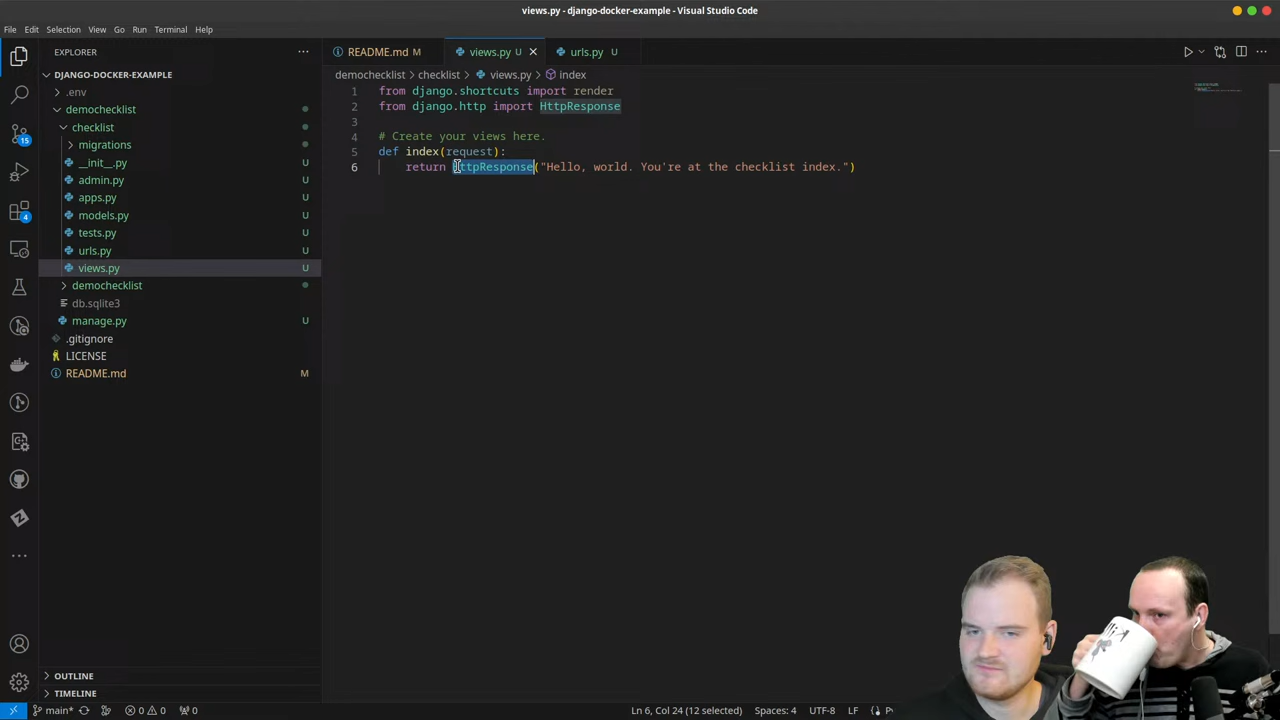 views.py - django-docker-example - Visual Studio Code
File Edit Selection View Go Run Terminal Help
EXPLORER
README.md M
views.py U
urls.py U
DJANGO-DOCKER-EXAMPLE
.env
demochecklist
checklist
migrations
__init__.py U
admin.py U
apps.py U
models.py U
tests.py U
urls.py U
views.py U
demochecklist
db.sqlite3
manage.py U
.gitignore
LICENSE
README.md M
15
4
demochecklist > checklist > views.py > index
1 from django.shortcuts import render
2 from django.http import HttpResponse
3
4 # Create your views here.
5 def index(request):
6 return HttpResponse("Hello, world. You're at the checklist index.")
OUTLINE
TIMELINE
main* 0 0 0 Ln 6, Col 24 (12 selected) Spaces: 4 UTF-8 LF